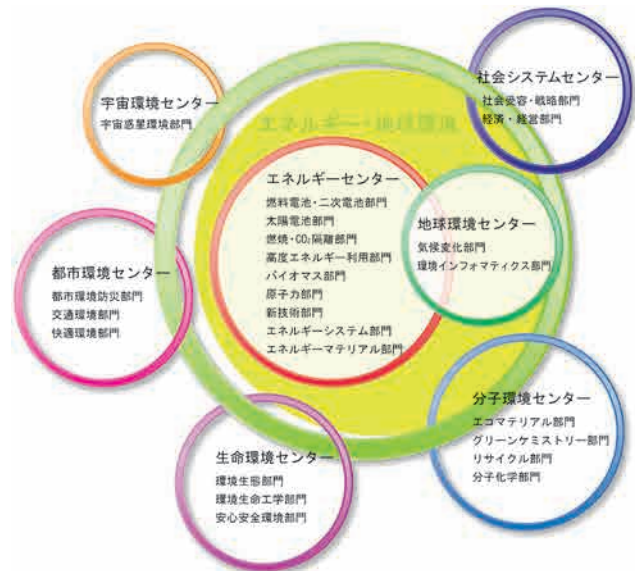 宇宙環境センター
宇宙惑星環境部門
社会システムセンター
社会受容・戦略部門
経済・経営部門
エネルギー・地球環境
エネルギーセンター
燃料電池・二次電池部門
太陽電池部門
燃焼・CO₂隔離部門
高度エネルギー利用部門
バイオマス部門
原子力部門
新技術部門
エネルギーシステム部門
エネルギーマテリアル部門
地球環境センター
気候変化部門
環境インフォマティクス部門
都市環境センター
都市環境防災部門
交通環境部門
快適環境部門
分子環境センター
エコマテリアル部門
グリーンケミストリー部門
リサイクル部門
分子化学部門
生命環境センター
環境生態部門
環境生命工学部門
安心安全環境部門